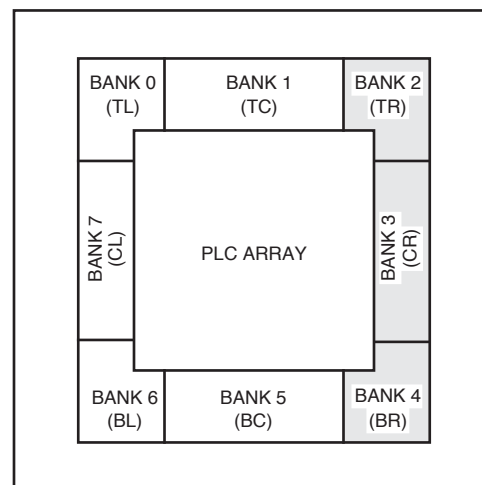 BANK 0
(TL)
BANK 1
(TC)
BANK 2
(TR)
BANK 7
(CL)
PLC ARRAY
BANK 3
(CR)
BANK 6
(BL)
BANK 5
(BC)
BANK 4
(BR)